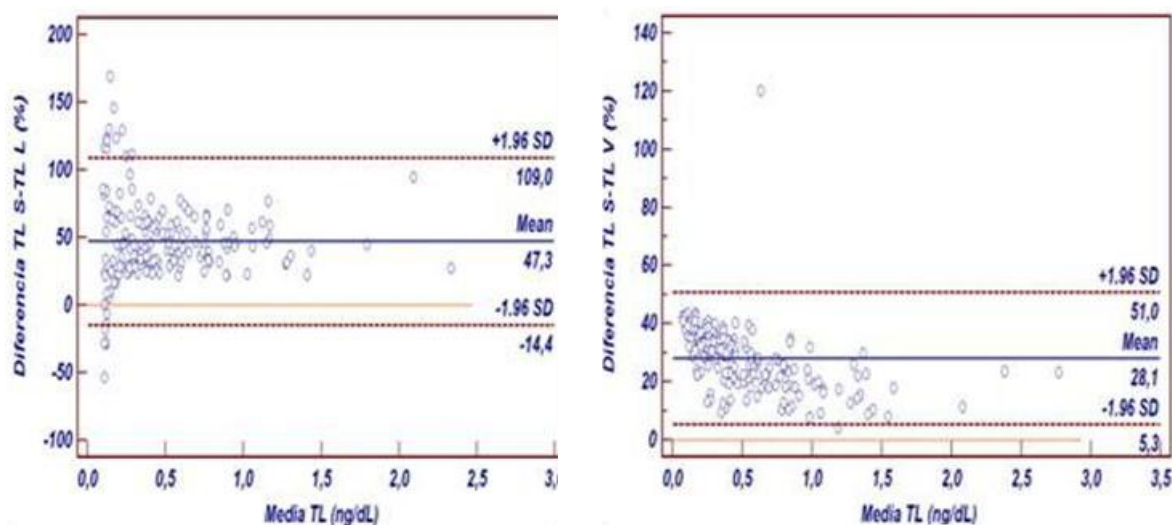 Diferencia TL S-TL L (%)
200
150
100
50
0
-50
-100
+1.96 SD
109,0
Mean
47,3
-1.96 SD
-14,4
0,0 0,5 1,0 1,5 2,0 2,5 3,0
Media TL (ng/dL)
Diferencia TL S-TL V (%)
140
120
100
80
60
40
20
0
+1.96 SD
51,0
Mean
28,1
-1.96 SD
5,3
0,0 0,5 1,0 1,5 2,0 2,5 3,0 3,5
Media TL (ng/dL)